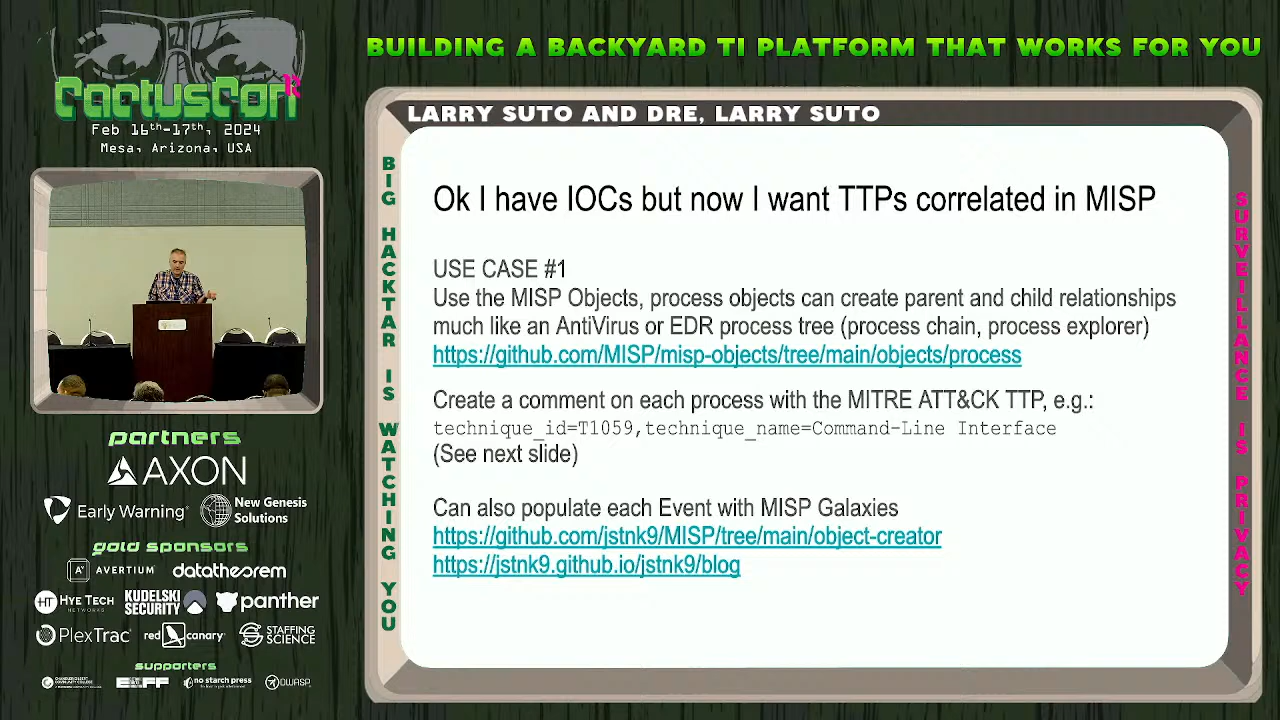 CactusCon
Feb 16th-17th, 2024
Mesa, Arizona, USA
BUILDING A BACKYARD TI PLATFORM THAT WORKS FOR YOU
LARRY SUTO AND DRE, LARRY SUTO
BIG HACKTAR IS WATCHING YOU
Ok I have IOCs but now I want TTPs correlated in MISP
USE CASE #1
Use the MISP Objects, process objects can create parent and child relationships
much like an AntiVirus or EDR process tree (process chain, process explorer)
https://github.com/MISP/misp-objects/tree/main/objects/process
Create a comment on each process with the MITRE ATT&CK TTP, e.g.:
technique_id=T1059,technique_name=Command-Line Interface
(See next slide)
Can also populate each Event with MISP Galaxies
https://github.com/jstnk9/MISP/tree/main/object-creator
https://jstnk9.github.io/jstnk9/blog
SURVEILLANCE IS PRIVACY
partners
AXON
Early Warning
New Genesis
Solutions
gold sponsors
AVERTIUM
datatheorem
HYE TECH
NETWORKS
KUDELSKI
SECURITY
panther
PlexTrac
red canary
STAFFING
SCIENCE
supporters
EFF
no starch press
OWASP